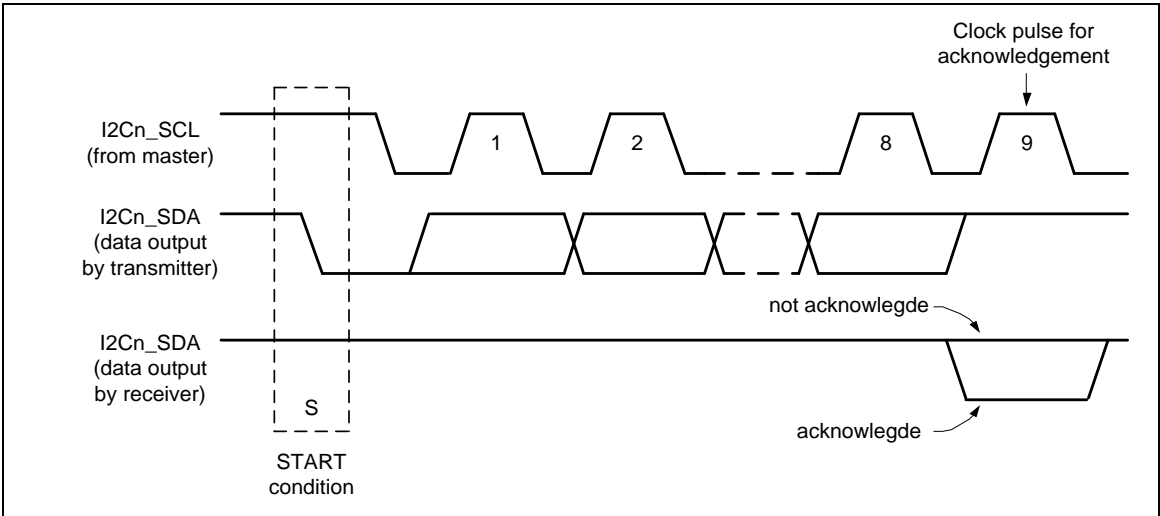 Clock pulse for
acknowledgement
I2Cn_SCL
(from master)
1
2
8
9
I2Cn_SDA
(data output
by transmitter)
not acknowlegde
I2Cn_SDA
(data output
by receiver)
S
acknowlegde
START
condition